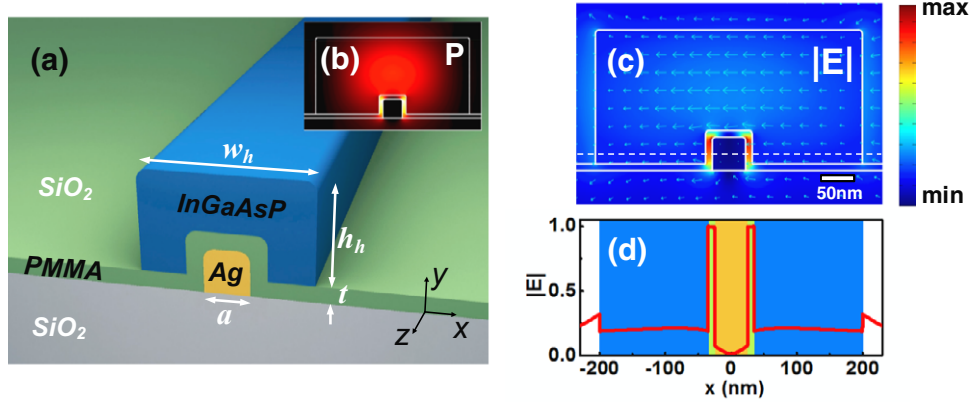 (a)
w_h
SiO₂
InGaAsP
h_h
PMMA
Ag
t
a
SiO₂
y
x
z
(b)
P
(c)
|E|
50nm
max
min
(d)
|E|
1.0
0.5
0.0
-200
-100
0
100
200
x (nm)